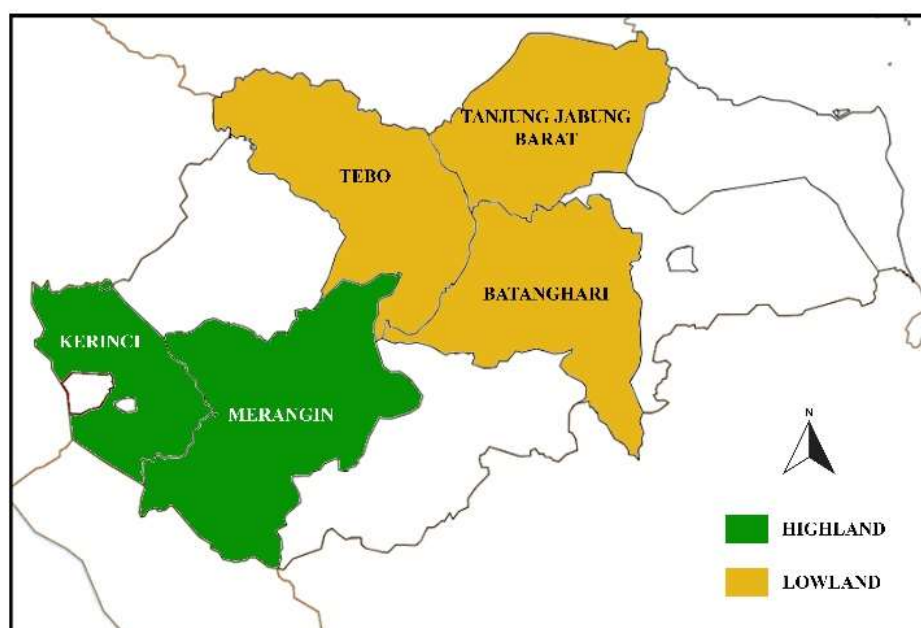 TANJUNG JABUNG
BARAT
TEBO
BATANGHARI
KERINCI
MERANGIN
N
HIGHLAND
LOWLAND